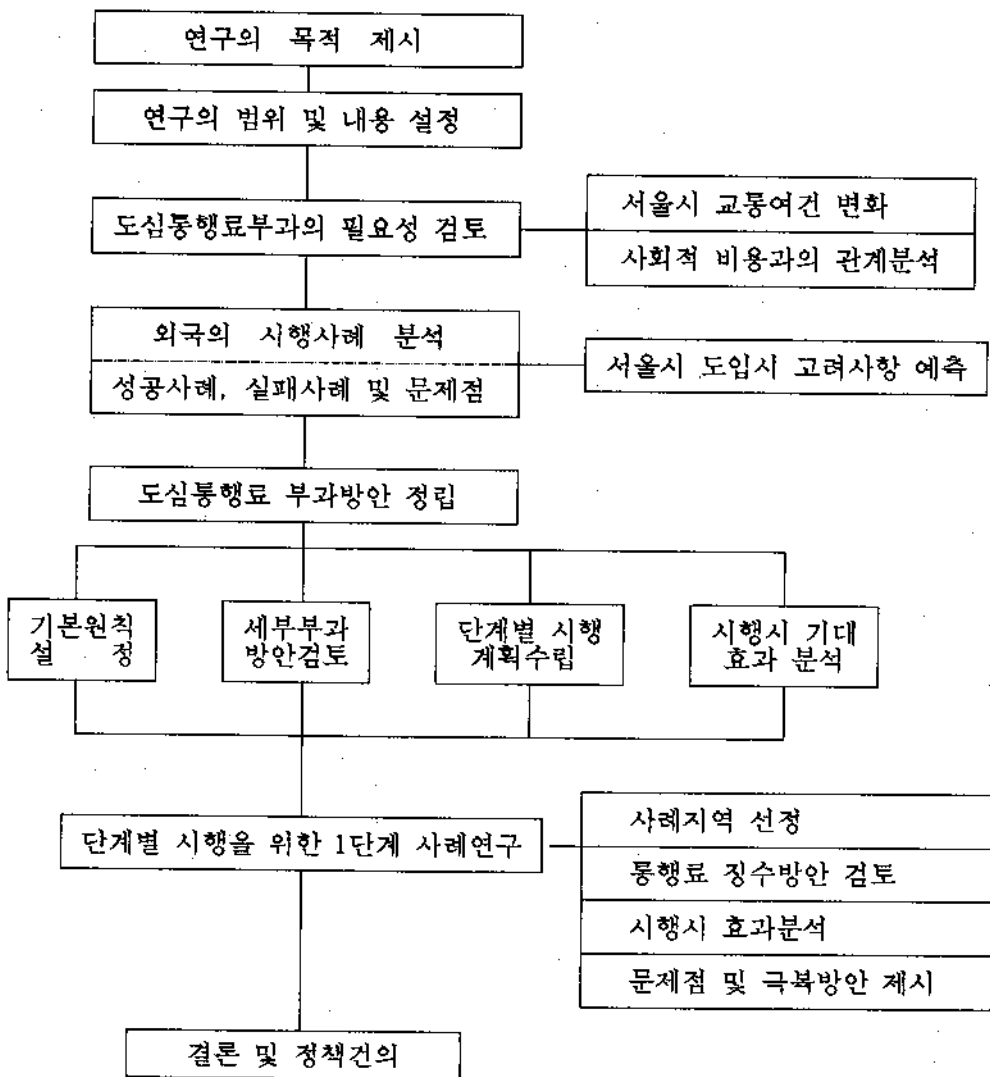 연구의 목적 제시
연구의 범위 및 내용 설정
도심통행료부과의 필요성 검토
서울시 교통여건 변화
사회적 비용과의 관계분석
외국의 시행사례 분석
성공사례, 실패사례 및 문제점
서울시 도입시 고려사항 예측
도심통행료 부과방안 정립
기본원칙
설 정
세부부과
방안검토
단계별 시행
계획수립
시행시 기대
효과 분석
단계별 시행을 위한 1단계 사례연구
사례지역 선정
통행료 징수방안 검토
시행시 효과분석
문제점 및 극복방안 제시
결론 및 정책건의